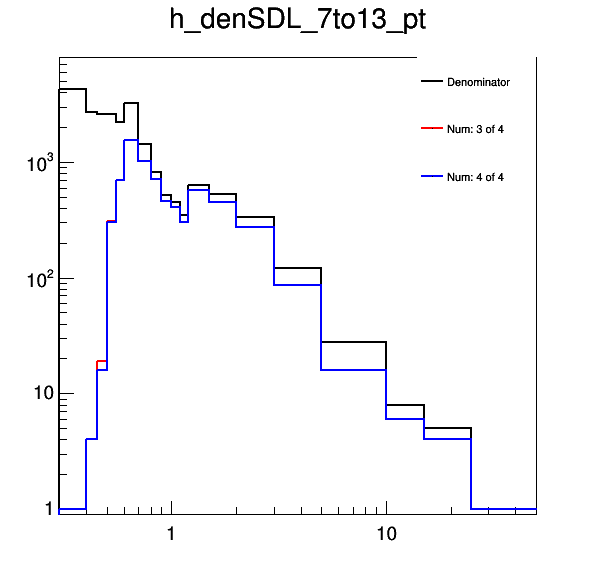 h_denSDL_7to13_pt
Denominator
Num: 3 of 4
Num: 4 of 4
10³
10²
10
1
1
10